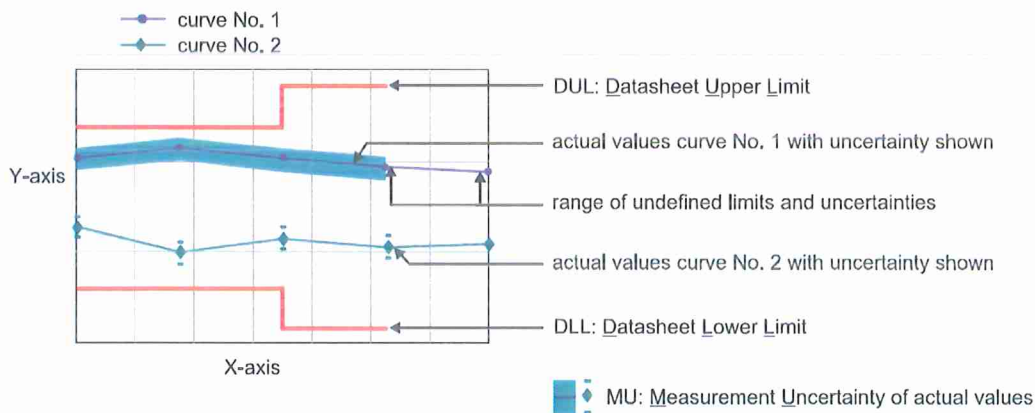 curve No. 1
curve No. 2
DUL: Datasheet Upper Limit
actual values curve No. 1 with uncertainty shown
Y-axis
range of undefined limits and uncertainties
actual values curve No. 2 with uncertainty shown
DLL: Datasheet Lower Limit
X-axis
MU: Measurement Uncertainty of actual values